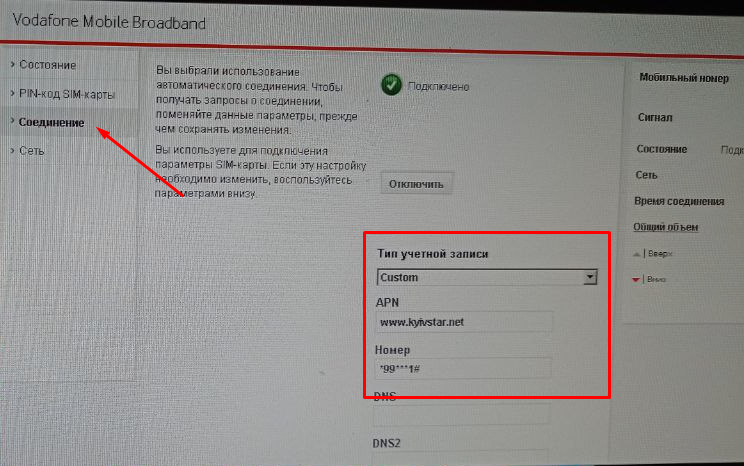 Vodafone Mobile Broadband
› Состояние
› PIN-код SIM-карты
› Соединение
› Сеть
Вы выбрали использование
автоматического соединения. Чтобы
получать запросы о соединении,
поменяйте данные параметры, прежде
чем сохранять изменения.
Вы используете для подключения
параметры SIM-карты. Если эту настройку
необходимо изменить, воспользуйтесь
параметрами внизу.
Подключено
Отключить
Тип учетной записи
Custom
APN
www.kyivstar.net
Номер
*99***1#
DNS
DNS2
Мобильный номер
Сигнал
Состояние Подк
Сеть
Время соединения
Общий объем
| Вверх
| Вниз